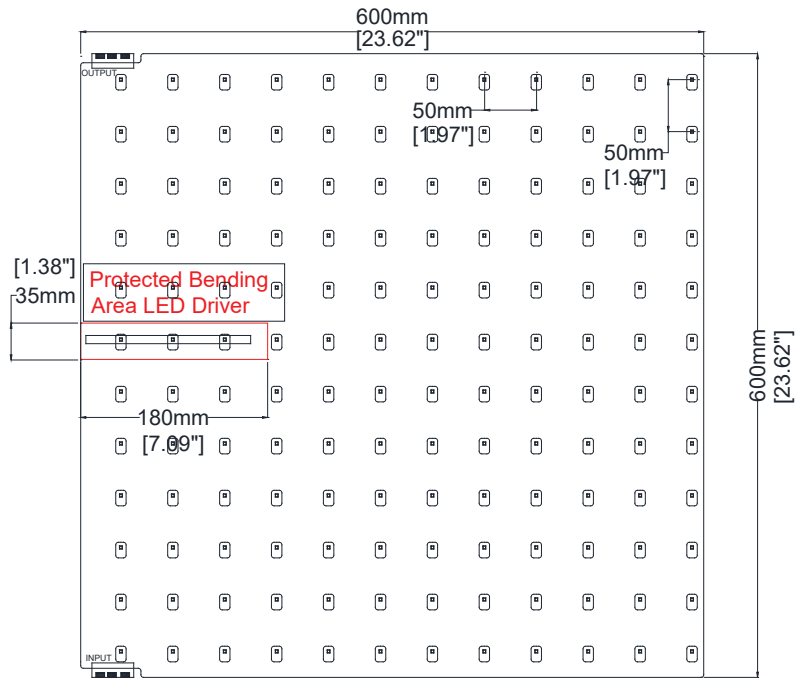 600mm
[23.62"]
OUTPUT
50mm
[1.97"]
50mm
[1.97"]
[1.38"]
35mm
Protected Bending
Area LED Driver
600mm
[23.62"]
180mm
[7.09"]
INPUT